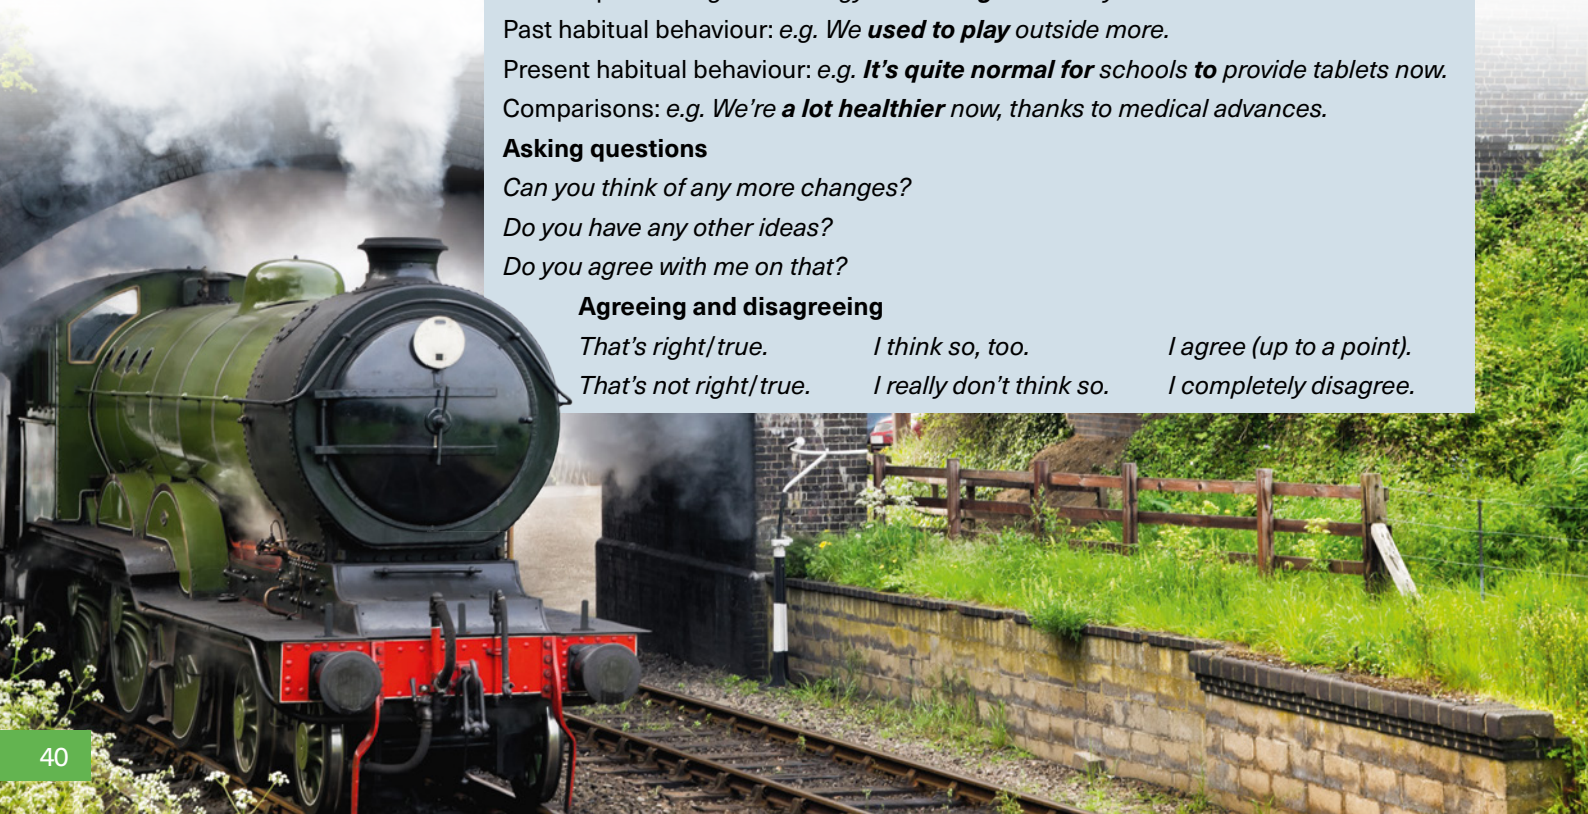 Past habitual behaviour: e.g. We used to play outside more.
Present habitual behaviour: e.g. It's quite normal for schools to provide tablets now.
Comparisons: e.g. We're a lot healthier now, thanks to medical advances.
Asking questions
Can you think of any more changes?
Do you have any other ideas?
Do you agree with me on that?
Agreeing and disagreeing
That's right/true. I think so, too. I agree (up to a point).
That's not right/true. I really don't think so. I completely disagree.
40